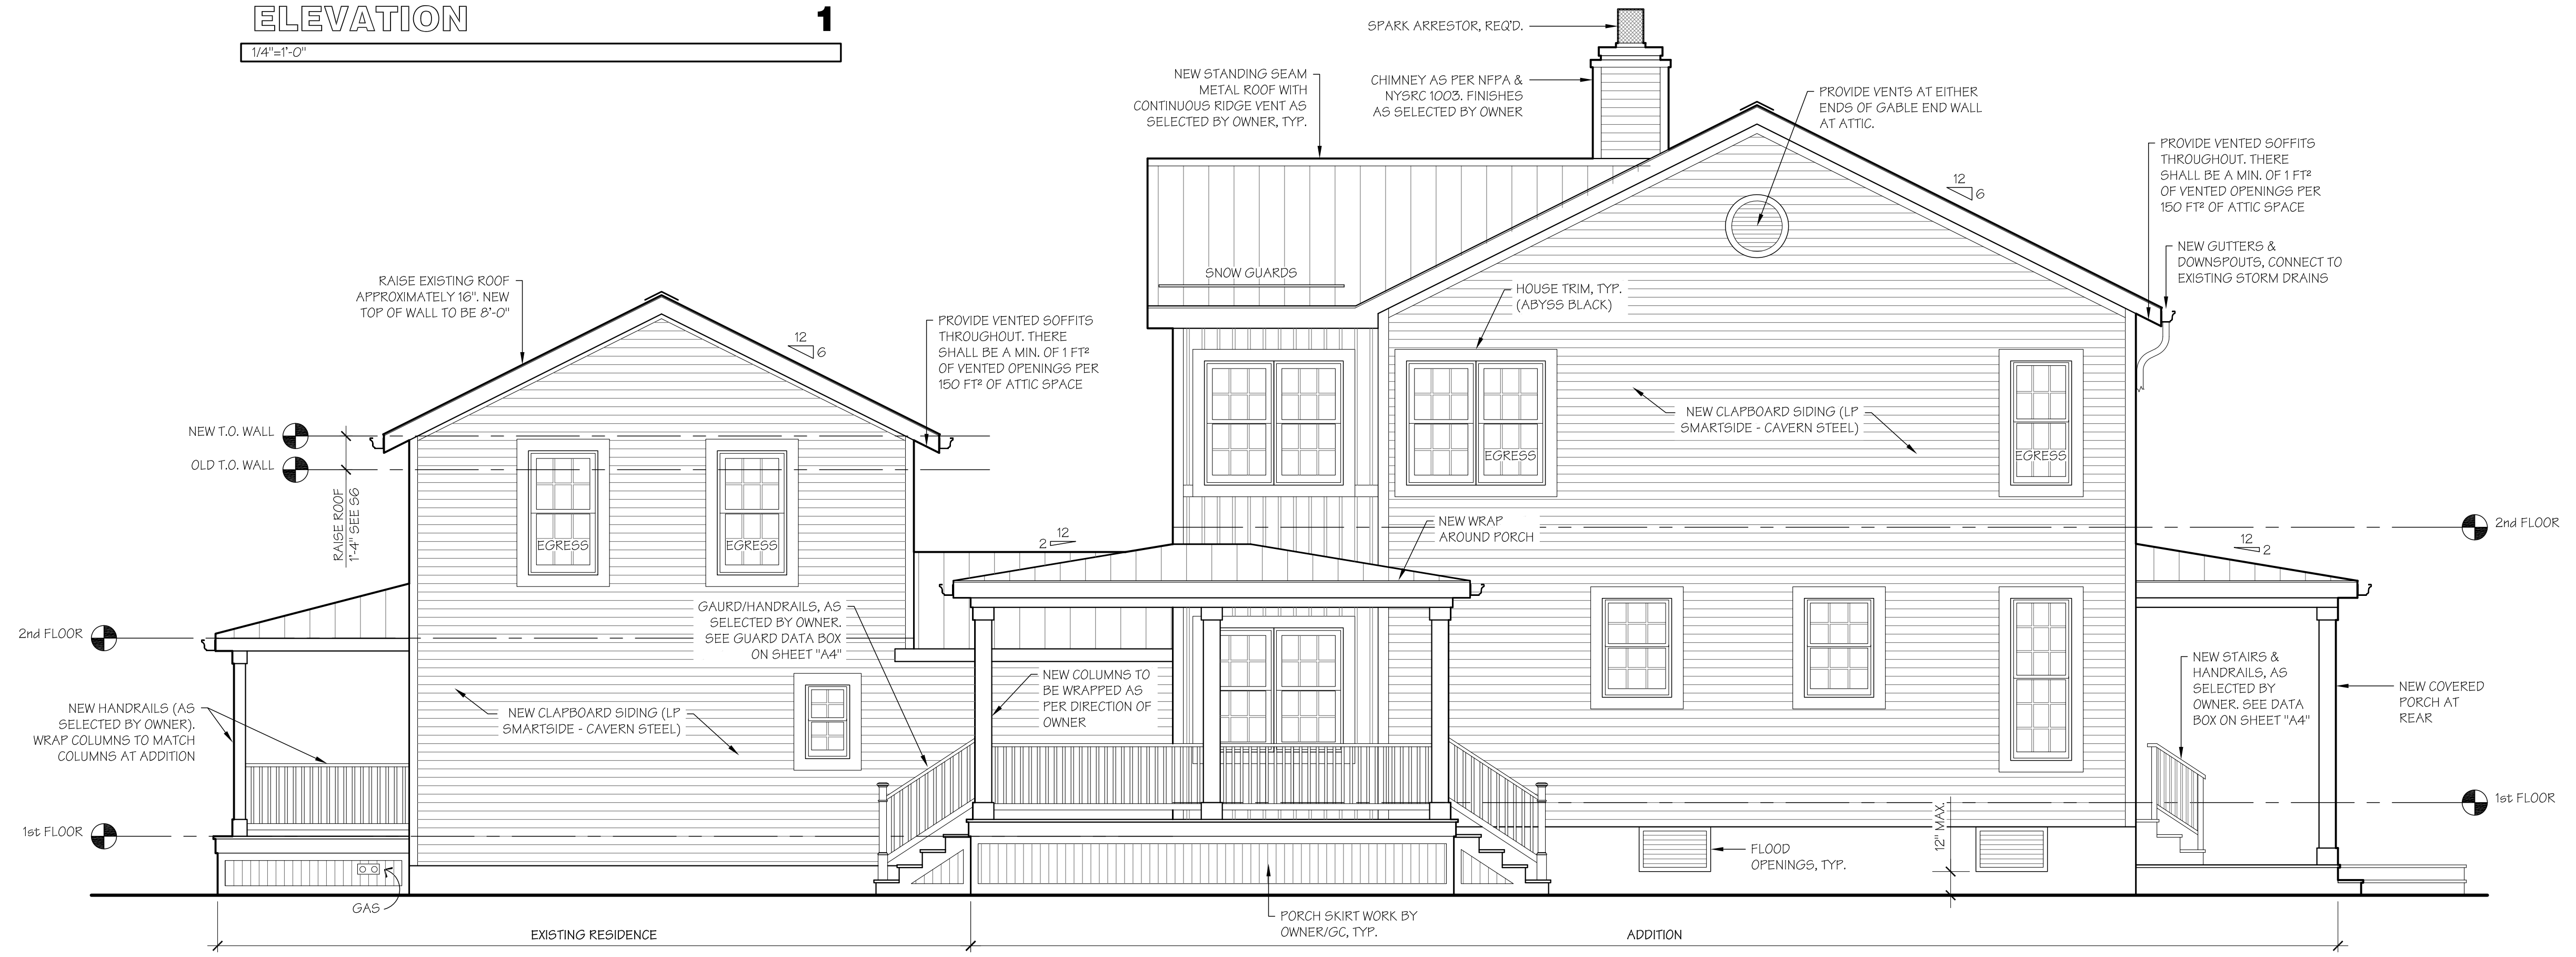 ELEVATION
1
1/4"=1'-0"
SPARK ARRESTOR, REQ'D.
NEW STANDING SEAM
METAL ROOF WITH
CONTINUOUS RIDGE VENT AS
SELECTED BY OWNER, TYP.
CHIMNEY AS PER NFPA &
NYSRC 1003. FINISHES
AS SELECTED BY OWNER
PROVIDE VENTS AT EITHER
ENDS OF GABLE END WALL
AT ATTIC.
PROVIDE VENTED SOFFITS
THROUGHOUT. THERE
SHALL BE A MIN. OF 1 FT²
OF VENTED OPENINGS PER
150 FT² OF ATTIC SPACE
12
6
NEW GUTTERS &
DOWNSPOUTS, CONNECT TO
EXISTING STORM DRAINS
SNOW GUARDS
HOUSE TRIM, TYP.
(ABYSS BLACK)
RAISE EXISTING ROOF
APPROXIMATELY 16". NEW
TOP OF WALL TO BE 8'-0"
12
6
PROVIDE VENTED SOFFITS
THROUGHOUT. THERE
SHALL BE A MIN. OF 1 FT²
OF VENTED OPENINGS PER
150 FT² OF ATTIC SPACE
NEW T.O. WALL
OLD T.O. WALL
RAISE ROOF
1'-4" SEE S6
NEW CLAPBOARD SIDING (LP
SMARTSIDE - CAVERN STEEL)
EGRESS
EGRESS
EGRESS
EGRESS
NEW WRAP
AROUND PORCH
2nd FLOOR
12
2
12
2
2nd FLOOR
GAURD/HANDRAILS, AS
SELECTED BY OWNER.
SEE GUARD DATA BOX
ON SHEET "A4"
NEW COLUMNS TO
BE WRAPPED AS
PER DIRECTION OF
OWNER
NEW STAIRS &
HANDRAILS, AS
SELECTED BY
OWNER. SEE DATA
BOX ON SHEET "A4"
NEW COVERED
PORCH AT
REAR
NEW HANDRAILS (AS
SELECTED BY OWNER).
WRAP COLUMNS TO MATCH
COLUMNS AT ADDITION
NEW CLAPBOARD SIDING (LP
SMARTSIDE - CAVERN STEEL)
1st FLOOR
1st FLOOR
12" MAX.
FLOOD
OPENINGS, TYP.
GAS
PORCH SKIRT WORK BY
OWNER/GC, TYP.
EXISTING RESIDENCE
ADDITION